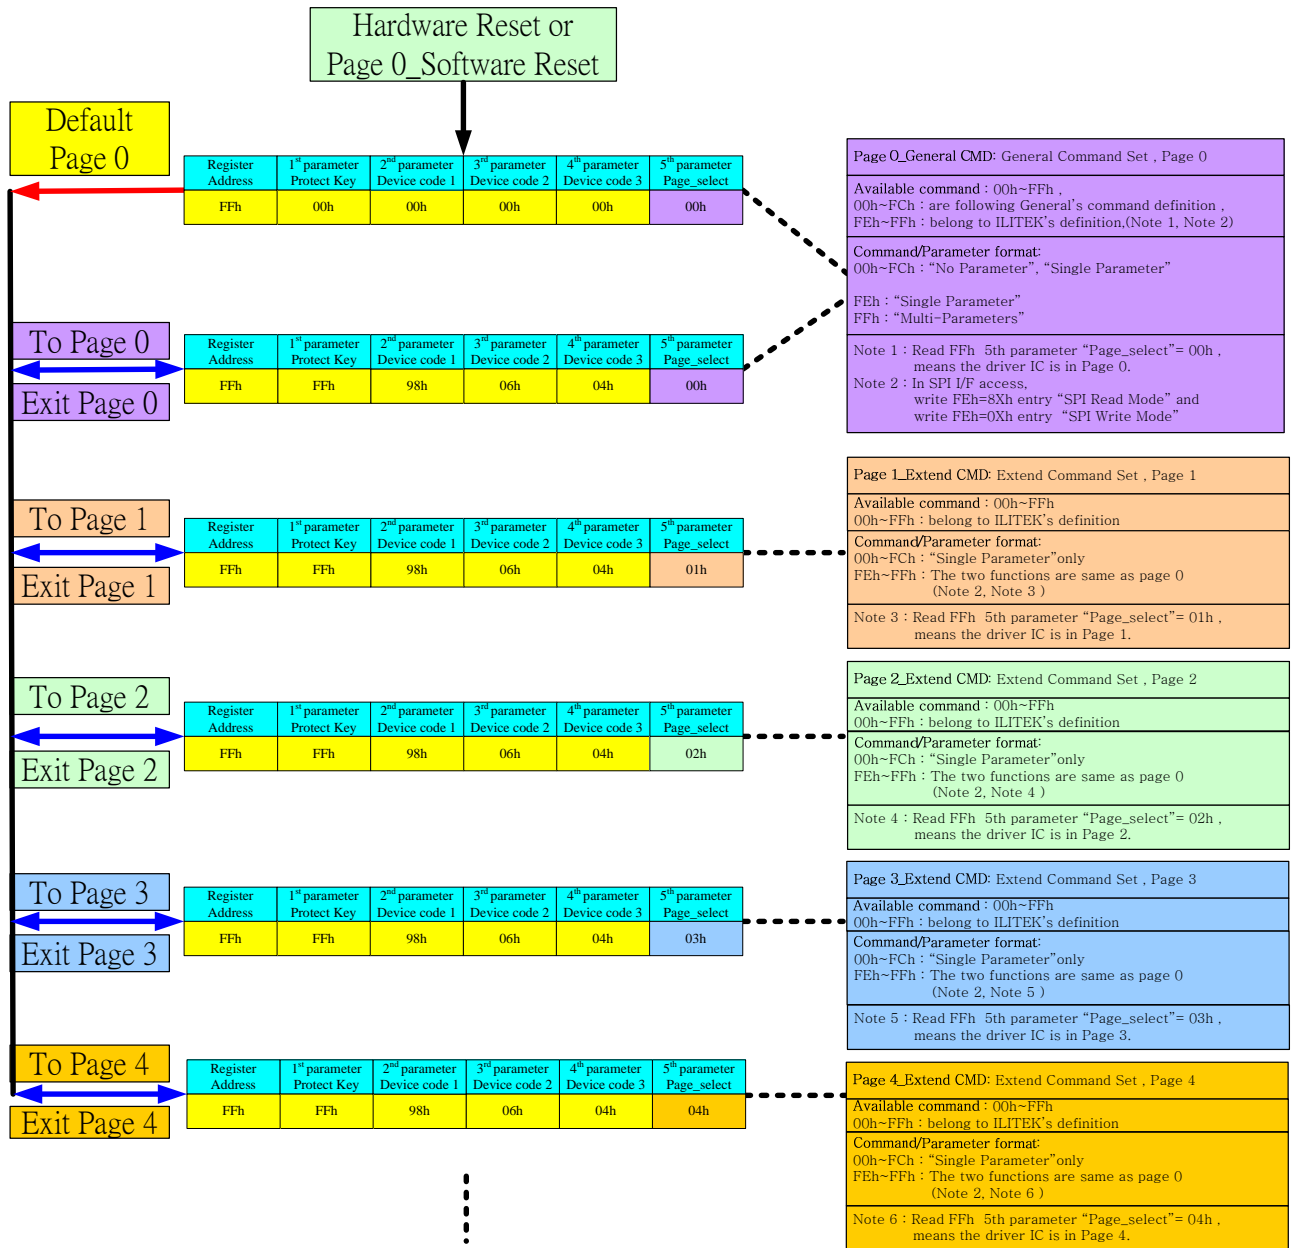 Hardware Reset or
Page 0_Software Reset
Default
Page 0
Register Address 1st parameter Protect Key 2nd parameter Device code 1 3rd parameter Device code 2 4th parameter Device code 3 5th parameter Page_select
FFh 00h 00h 00h 00h 00h
Page 0_General CMD: General Command Set , Page 0
Available command : 00h~FFh ,
00h~FCh : are following General's command definition ,
FEh~FFh : belong to ILITEK's definition,(Note 1, Note 2)
Command/Parameter format:
00h~FCh : “No Parameter”, “Single Parameter”
FEh : “Single Parameter”
FFh : “Multi-Parameters”
Note 1 : Read FFh 5th parameter “Page_select”= 00h ,
means the driver IC is in Page 0.
Note 2 : In SPI I/F access,
write FEh=8Xh entry “SPI Read Mode” and
write FEh=0Xh entry “SPI Write Mode”
To Page 0
Exit Page 0
Register Address 1st parameter Protect Key 2nd parameter Device code 1 3rd parameter Device code 2 4th parameter Device code 3 5th parameter Page_select
FFh FFh 98h 06h 04h 00h
To Page 1
Exit Page 1
Register Address 1st parameter Protect Key 2nd parameter Device code 1 3rd parameter Device code 2 4th parameter Device code 3 5th parameter Page_select
FFh FFh 98h 06h 04h 01h
Page 1_Extend CMD: Extend Command Set , Page 1
Available command : 00h~FFh
00h~FFh : belong to ILITEK's definition
Command/Parameter format:
00h~FCh : “Single Parameter”only
FEh~FFh : The two functions are same as page 0
(Note 2, Note 3 )
Note 3 : Read FFh 5th parameter “Page_select”= 01h ,
means the driver IC is in Page 1.
To Page 2
Exit Page 2
Register Address 1st parameter Protect Key 2nd parameter Device code 1 3rd parameter Device code 2 4th parameter Device code 3 5th parameter Page_select
FFh FFh 98h 06h 04h 02h
Page 2_Extend CMD: Extend Command Set , Page 2
Available command : 00h~FFh
00h~FFh : belong to ILITEK's definition
Command/Parameter format:
00h~FCh : “Single Parameter”only
FEh~FFh : The two functions are same as page 0
(Note 2, Note 4 )
Note 4 : Read FFh 5th parameter “Page_select”= 02h ,
means the driver IC is in Page 2.
To Page 3
Exit Page 3
Register Address 1st parameter Protect Key 2nd parameter Device code 1 3rd parameter Device code 2 4th parameter Device code 3 5th parameter Page_select
FFh FFh 98h 06h 04h 03h
Page 3_Extend CMD: Extend Command Set , Page 3
Available command : 00h~FFh
00h~FFh : belong to ILITEK's definition
Command/Parameter format:
00h~FCh : “Single Parameter”only
FEh~FFh : The two functions are same as page 0
(Note 2, Note 5 )
Note 5 : Read FFh 5th parameter “Page_select”= 03h ,
means the driver IC is in Page 3.
To Page 4
Exit Page 4
Register Address 1st parameter Protect Key 2nd parameter Device code 1 3rd parameter Device code 2 4th parameter Device code 3 5th parameter Page_select
FFh FFh 98h 06h 04h 04h
Page 4_Extend CMD: Extend Command Set , Page 4
Available command : 00h~FFh
00h~FFh : belong to ILITEK's definition
Command/Parameter format:
00h~FCh : “Single Parameter”only
FEh~FFh : The two functions are same as page 0
(Note 2, Note 6 )
Note 6 : Read FFh 5th parameter “Page_select”= 04h ,
means the driver IC is in Page 4.